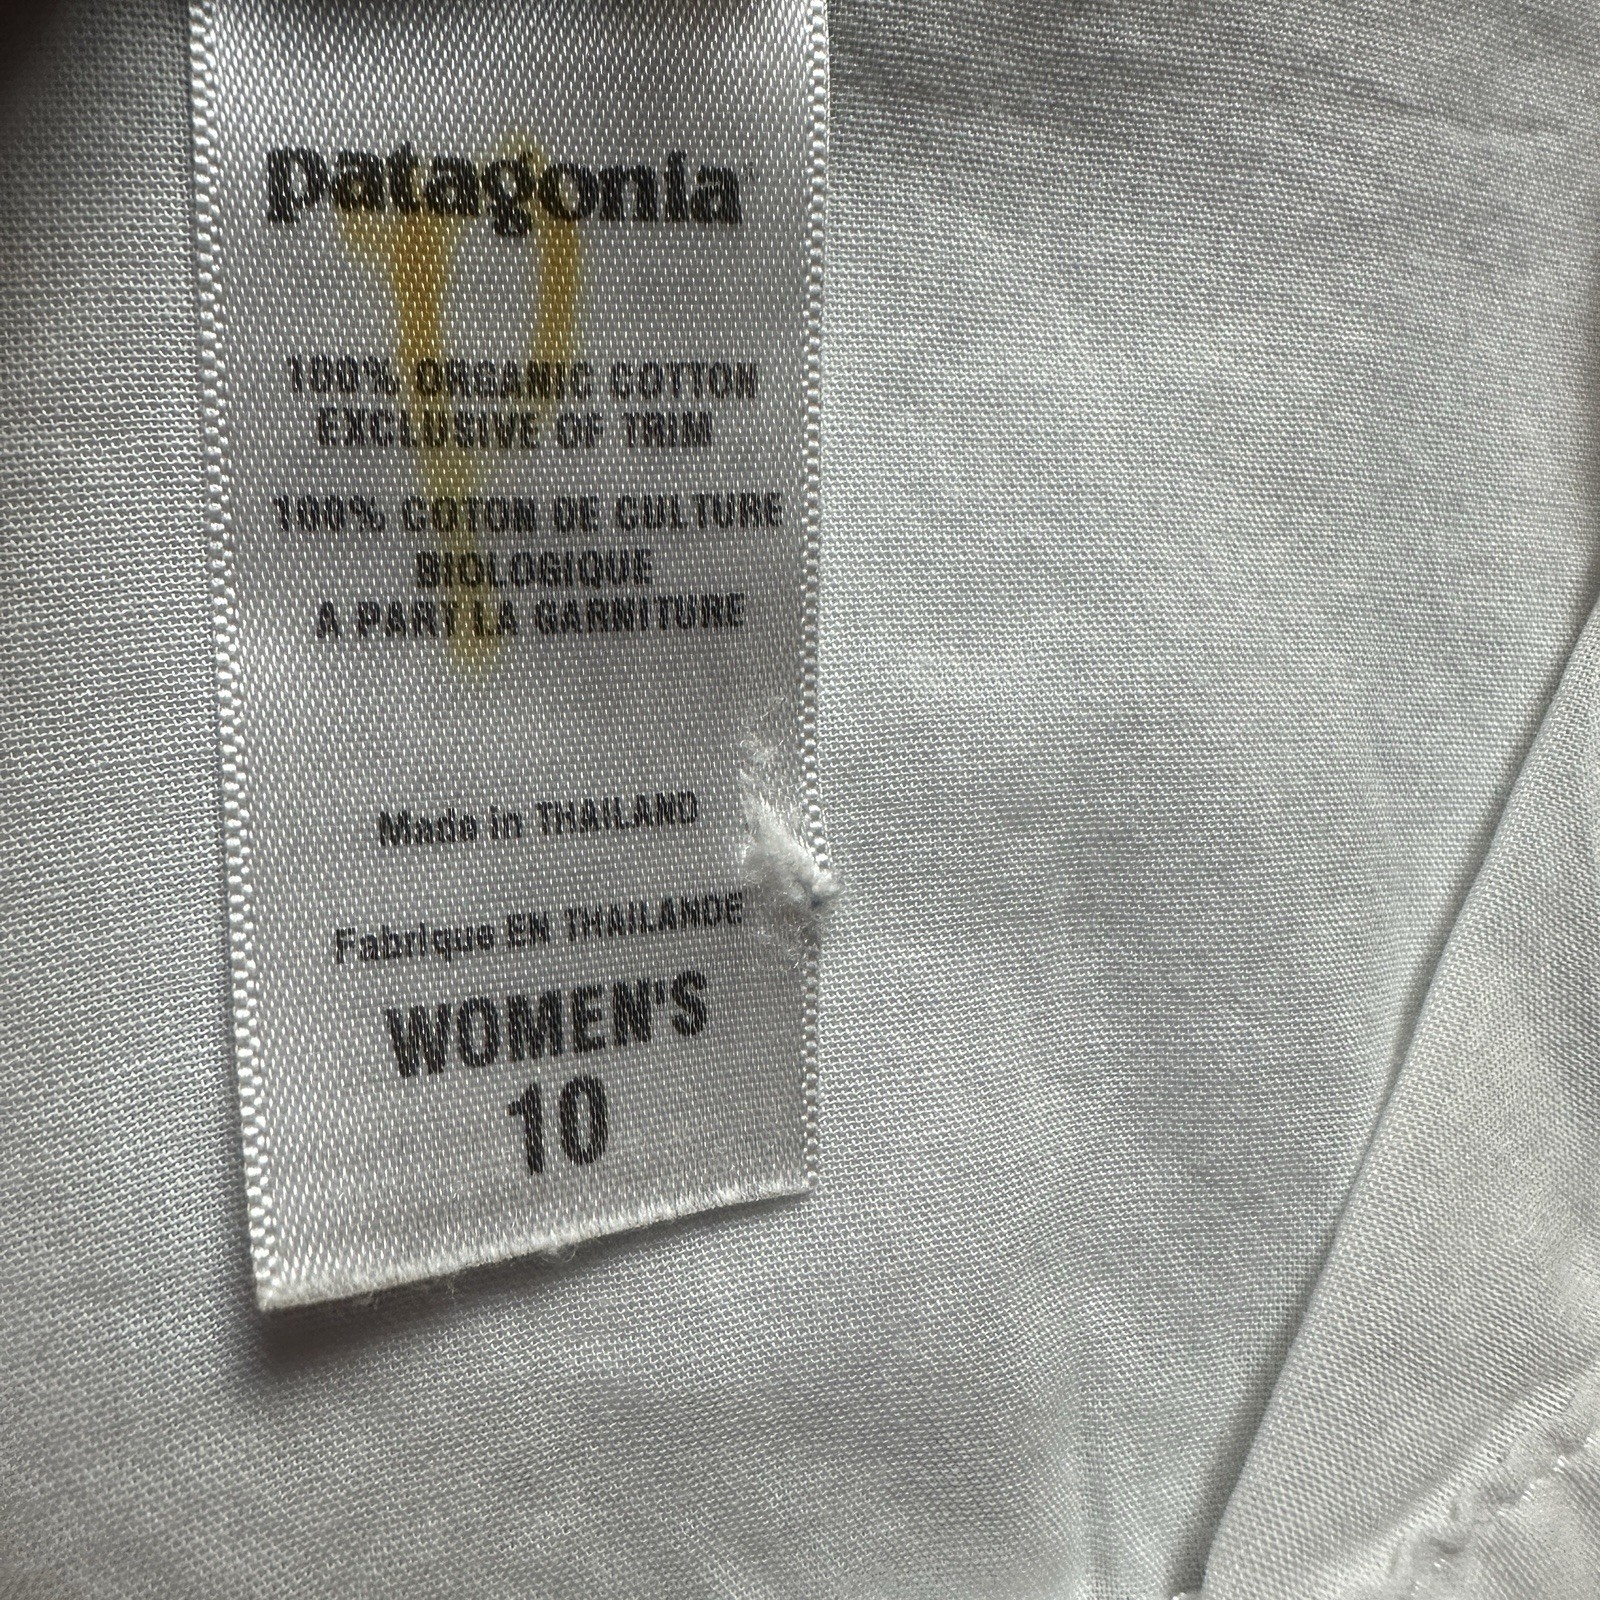 patagonia
100% ORGANIC COTTON
EXCLUSIVE OF TRIM
100% COTON DE CULTURE
BIOLOGIQUE
A PART LA GARNITURE
Made in THAILAND
Fabrique EN THAILANDE
WOMEN'S
10